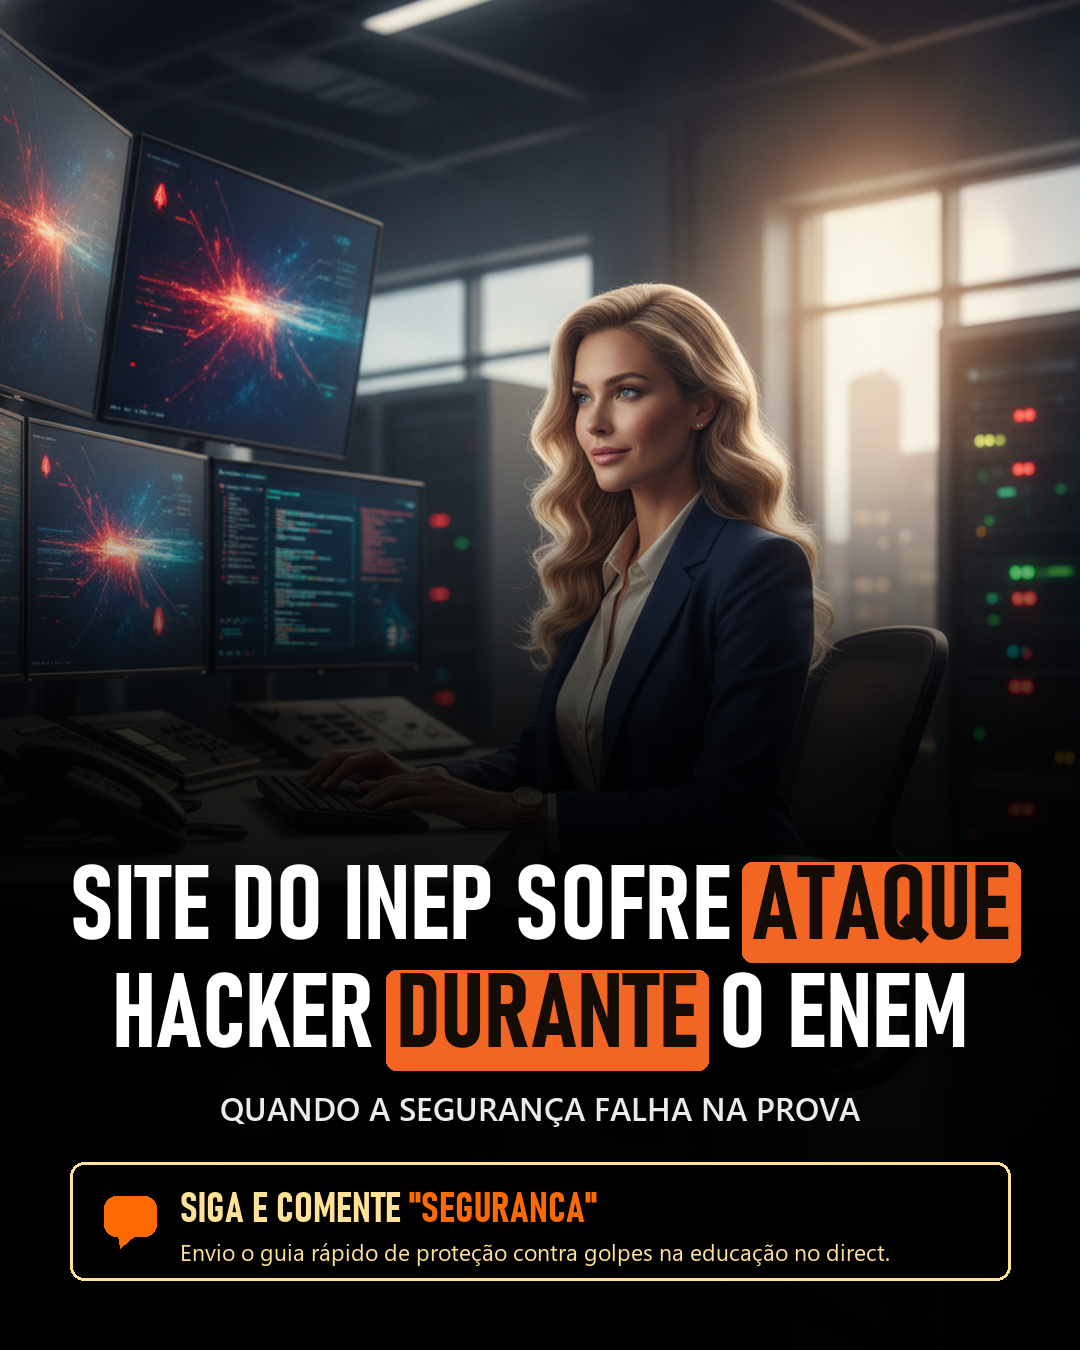 SITE DO INEP SOFRE ATAQUE
HACKER DURANTE O ENEM
QUANDO A SEGURANÇA FALHA NA PROVA
SIGA E COMENTE "SEGURANCA"
Envio o guia rápido de proteção contra golpes na educação no direct.